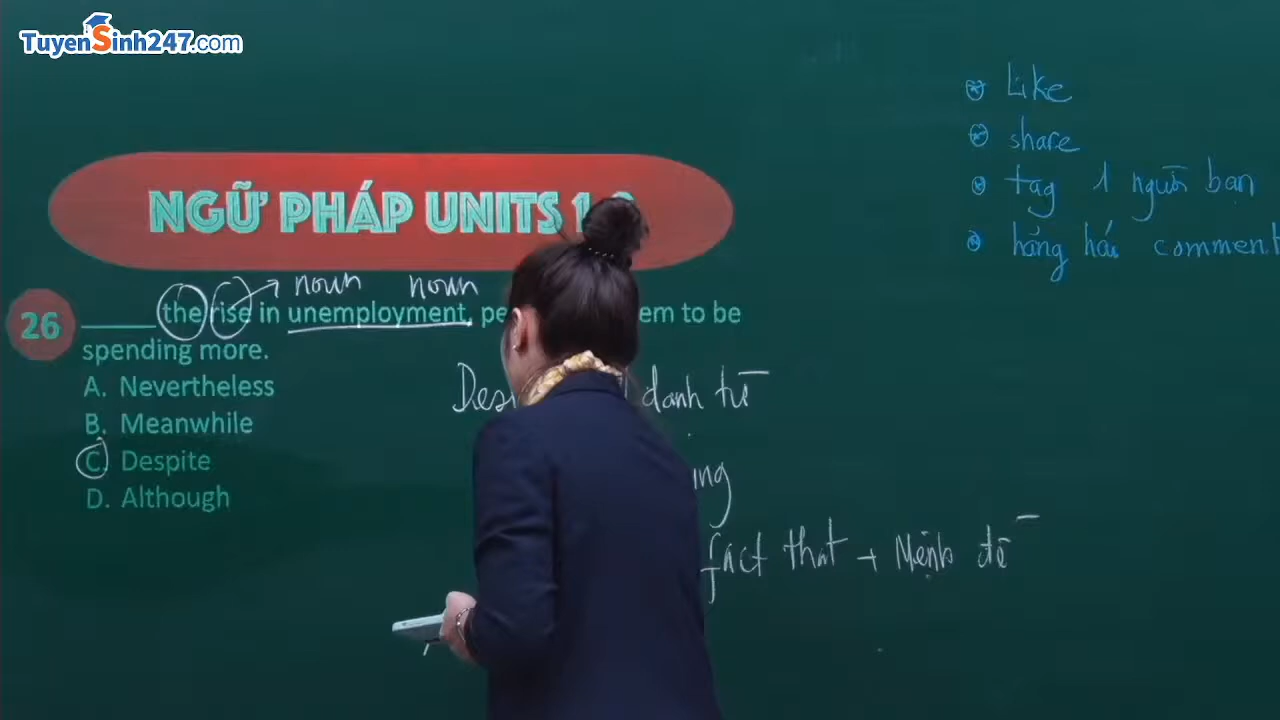 TuyenSinh247.com
Like
share
tag 1 người bạn
hăng hái comment
NGỮ PHÁP UNITS 1
noun noun
26 ______ the rise in unemployment, pe em to be
spending more.
A. Nevertheless
B. Meanwhile
C. Despite
D. Although
Des danh từ
ing
fact that + Mệnh đề